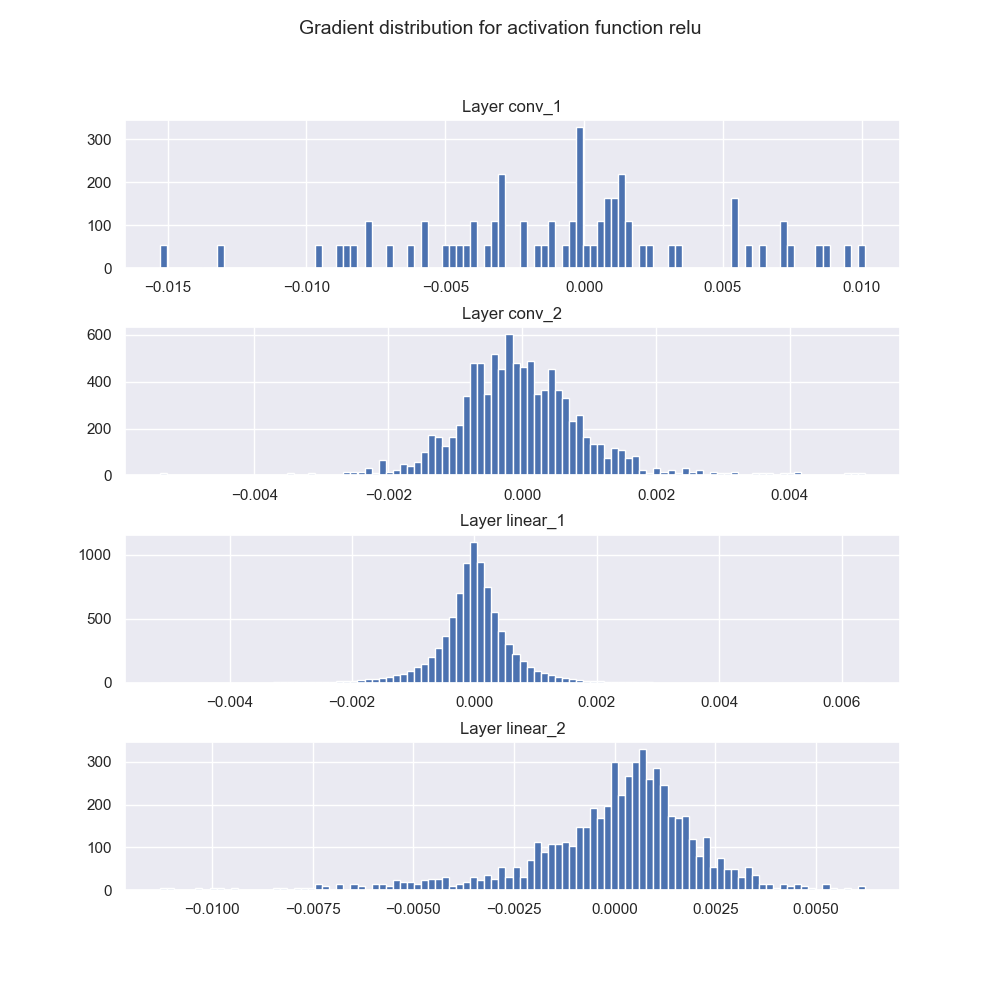 Gradient distribution for activation function relu
Layer conv_1
300
200
100
0
−0.015 −0.010 −0.005 0.000 0.005 0.010
Layer conv_2
600
400
200
0
−0.004 −0.002 0.000 0.002 0.004
Layer linear_1
1000
500
0
−0.004 −0.002 0.000 0.002 0.004 0.006
Layer linear_2
300
200
100
0
−0.0100 −0.0075 −0.0050 −0.0025 0.0000 0.0025 0.0050